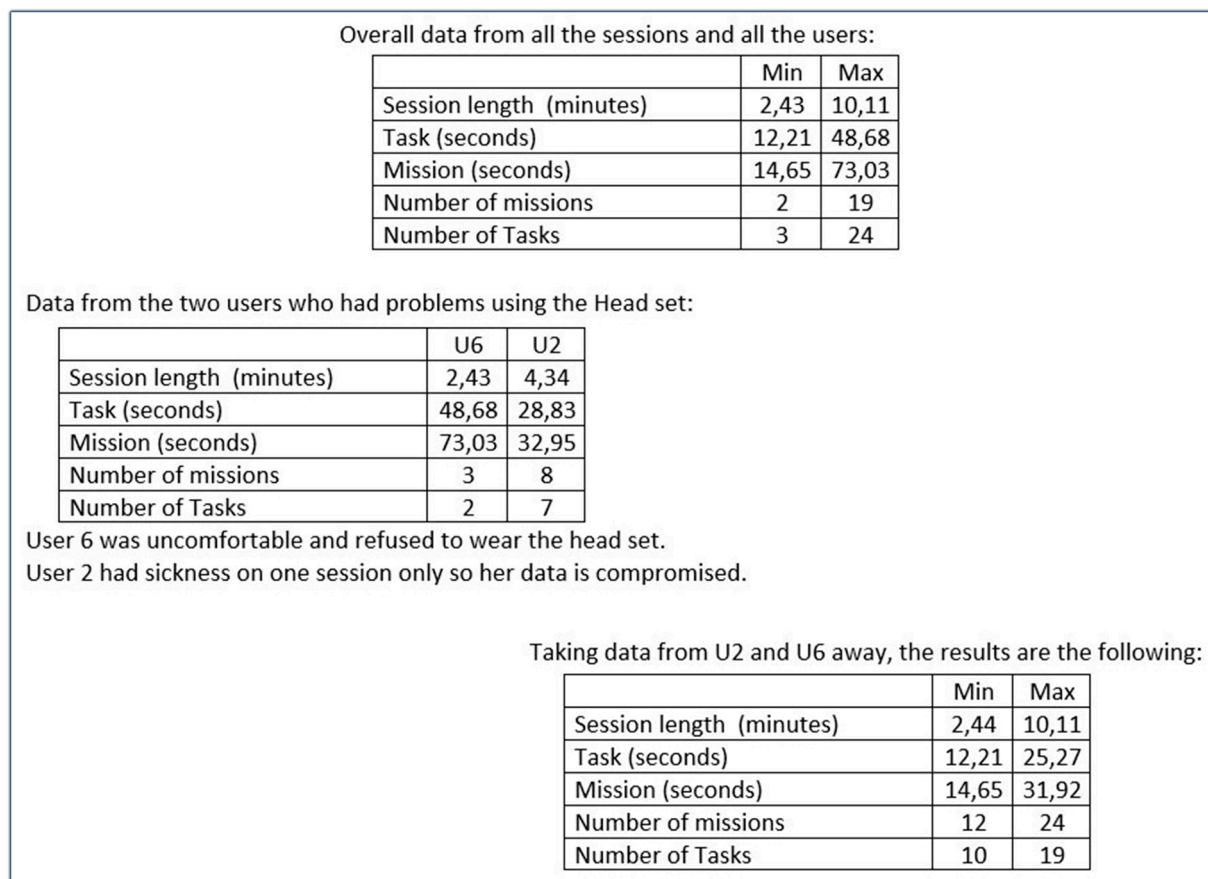 Overall data from all the sessions and all the users:
Min Max
Session length (minutes) 2,43 10,11
Task (seconds) 12,21 48,68
Mission (seconds) 14,65 73,03
Number of missions 2 19
Number of Tasks 3 24
Data from the two users who had problems using the Head set:
U6 U2
Session length (minutes) 2,43 4,34
Task (seconds) 48,68 28,83
Mission (seconds) 73,03 32,95
Number of missions 3 8
Number of Tasks 2 7
User 6 was uncomfortable and refused to wear the head set.
User 2 had sickness on one session only so her data is compromised.
Taking data from U2 and U6 away, the results are the following:
Min Max
Session length (minutes) 2,44 10,11
Task (seconds) 12,21 25,27
Mission (seconds) 14,65 31,92
Number of missions 12 24
Number of Tasks 10 19